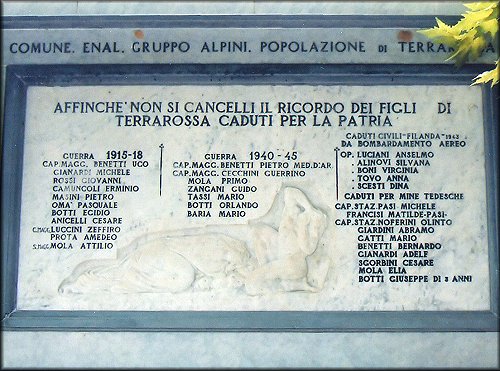 COMUNE. ENAL. GRUPPO ALPINI. POPOLAZIONE DI TERRAROSSA
AFFINCHE' NON SI CANCELLI IL RICORDO DEI FIGLI DI
TERRAROSSA CADUTI PER LA PATRIA
GUERRA 1915-18
CAP. MAGG. BENETTI UGO
GIANARDI MICHELE
ROSSI GIOVANNI
CAMUNCOLI ERMINIO
MASINI PIETRO
OMA' PASQUALE
BOTTI EGIDIO
ANICELLI CESARE
C.MAGG. LUCCINI ZEFFIRO
PROTA AMEDEO
S.MAGG. MOLA ATTILIO
GUERRA 1940-45
CAP. MAGG. BENETTI PIETRO MED. D'AR.
CAP. MAGG. CECCHINI GUERRINO
MOLA PRIMO
ZANGANI GUIDO
TASSI MARIO
BOTTI ORLANDO
BARIA MARIO
CADUTI CIVILI "FILANDA" 1943
DA BOMBARDAMENTO AEREO
OP. LUCIANI ANSELMO
. ALINOVI SILVANA
. BONI VIRGINIA
. TOVO ANNA
. SCESTI DINA
CADUTI PER MINE TEDESCHE
CAP. STAZ. PASI MICHELE
FRANCISI MATILDE-PASI-
CAP. STAZ. NOFERINI OLINTO
GIARDINI ABRAMO
GATTI MARIO
BENETTI BERNARDO
GIANARDI ADELF
SGORBINI CESARE
MOLA ELIA
BOTTI GIUSEPPE DI 3 ANNI